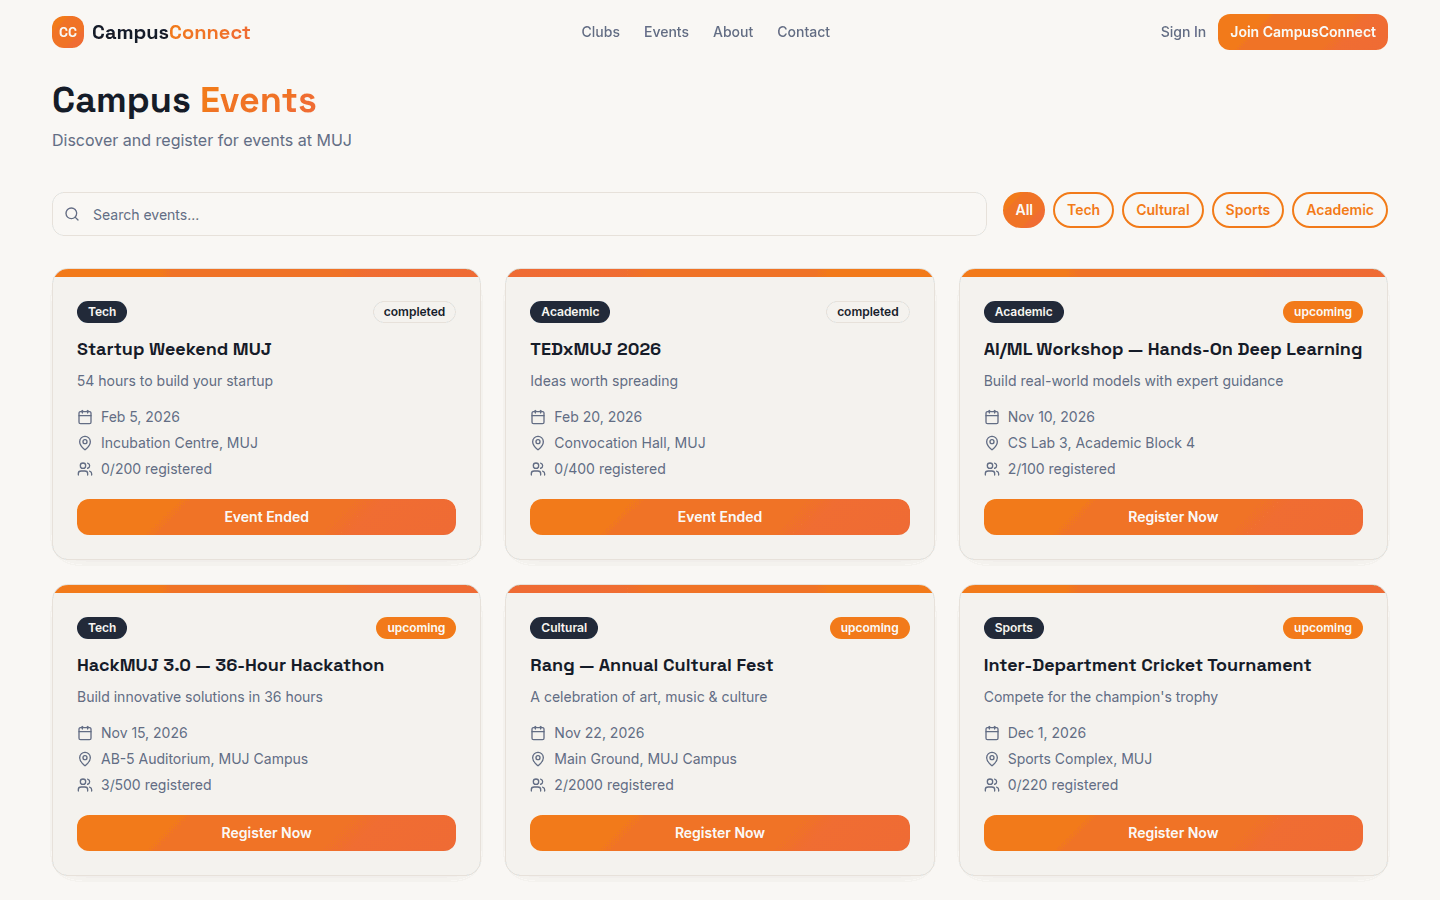 CC CampusConnect
Clubs Events About Contact
Sign In Join CampusConnect
Campus Events
Discover and register for events at MUJ
Search events...
All Tech Cultural Sports Academic
Tech completed
Startup Weekend MUJ
54 hours to build your startup
Feb 5, 2026
Incubation Centre, MUJ
0/200 registered
Event Ended
Academic completed
TEDxMUJ 2026
Ideas worth spreading
Feb 20, 2026
Convocation Hall, MUJ
0/400 registered
Event Ended
Academic upcoming
AI/ML Workshop — Hands-On Deep Learning
Build real-world models with expert guidance
Nov 10, 2026
CS Lab 3, Academic Block 4
2/100 registered
Register Now
Tech upcoming
HackMUJ 3.0 — 36-Hour Hackathon
Build innovative solutions in 36 hours
Nov 15, 2026
AB-5 Auditorium, MUJ Campus
3/500 registered
Register Now
Cultural upcoming
Rang — Annual Cultural Fest
A celebration of art, music & culture
Nov 22, 2026
Main Ground, MUJ Campus
2/2000 registered
Register Now
Sports upcoming
Inter-Department Cricket Tournament
Compete for the champion's trophy
Dec 1, 2026
Sports Complex, MUJ
0/220 registered
Register Now